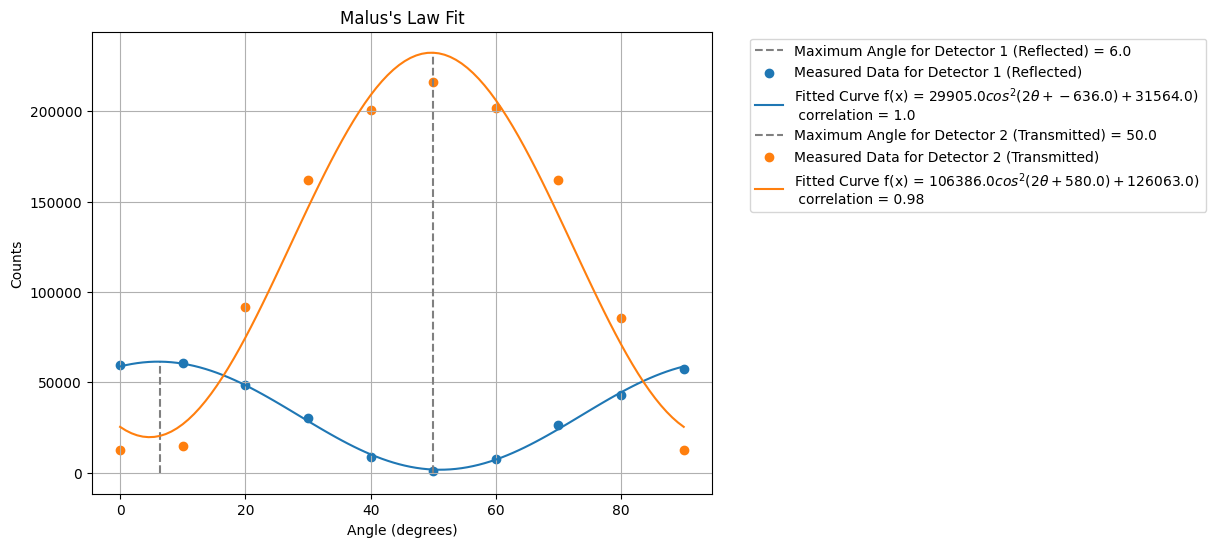 Malus's Law Fit
Counts
200000
150000
100000
50000
0
0 20 40 60 80
Angle (degrees)
Maximum Angle for Detector 1 (Reflected) = 6.0
Measured Data for Detector 1 (Reflected)
Fitted Curve f(x) = 29905.0cos²(2θ + −636.0) + 31564.0)
correlation = 1.0
Maximum Angle for Detector 2 (Transmitted) = 50.0
Measured Data for Detector 2 (Transmitted)
Fitted Curve f(x) = 106386.0cos²(2θ + 580.0) + 126063.0)
correlation = 0.98